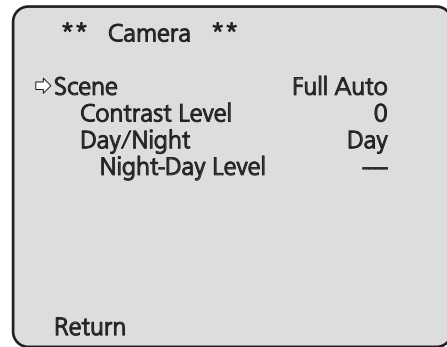 ** Camera **
⇨Scene Full Auto
Contrast Level 0
Day/Night Day
Night-Day Level —
Return